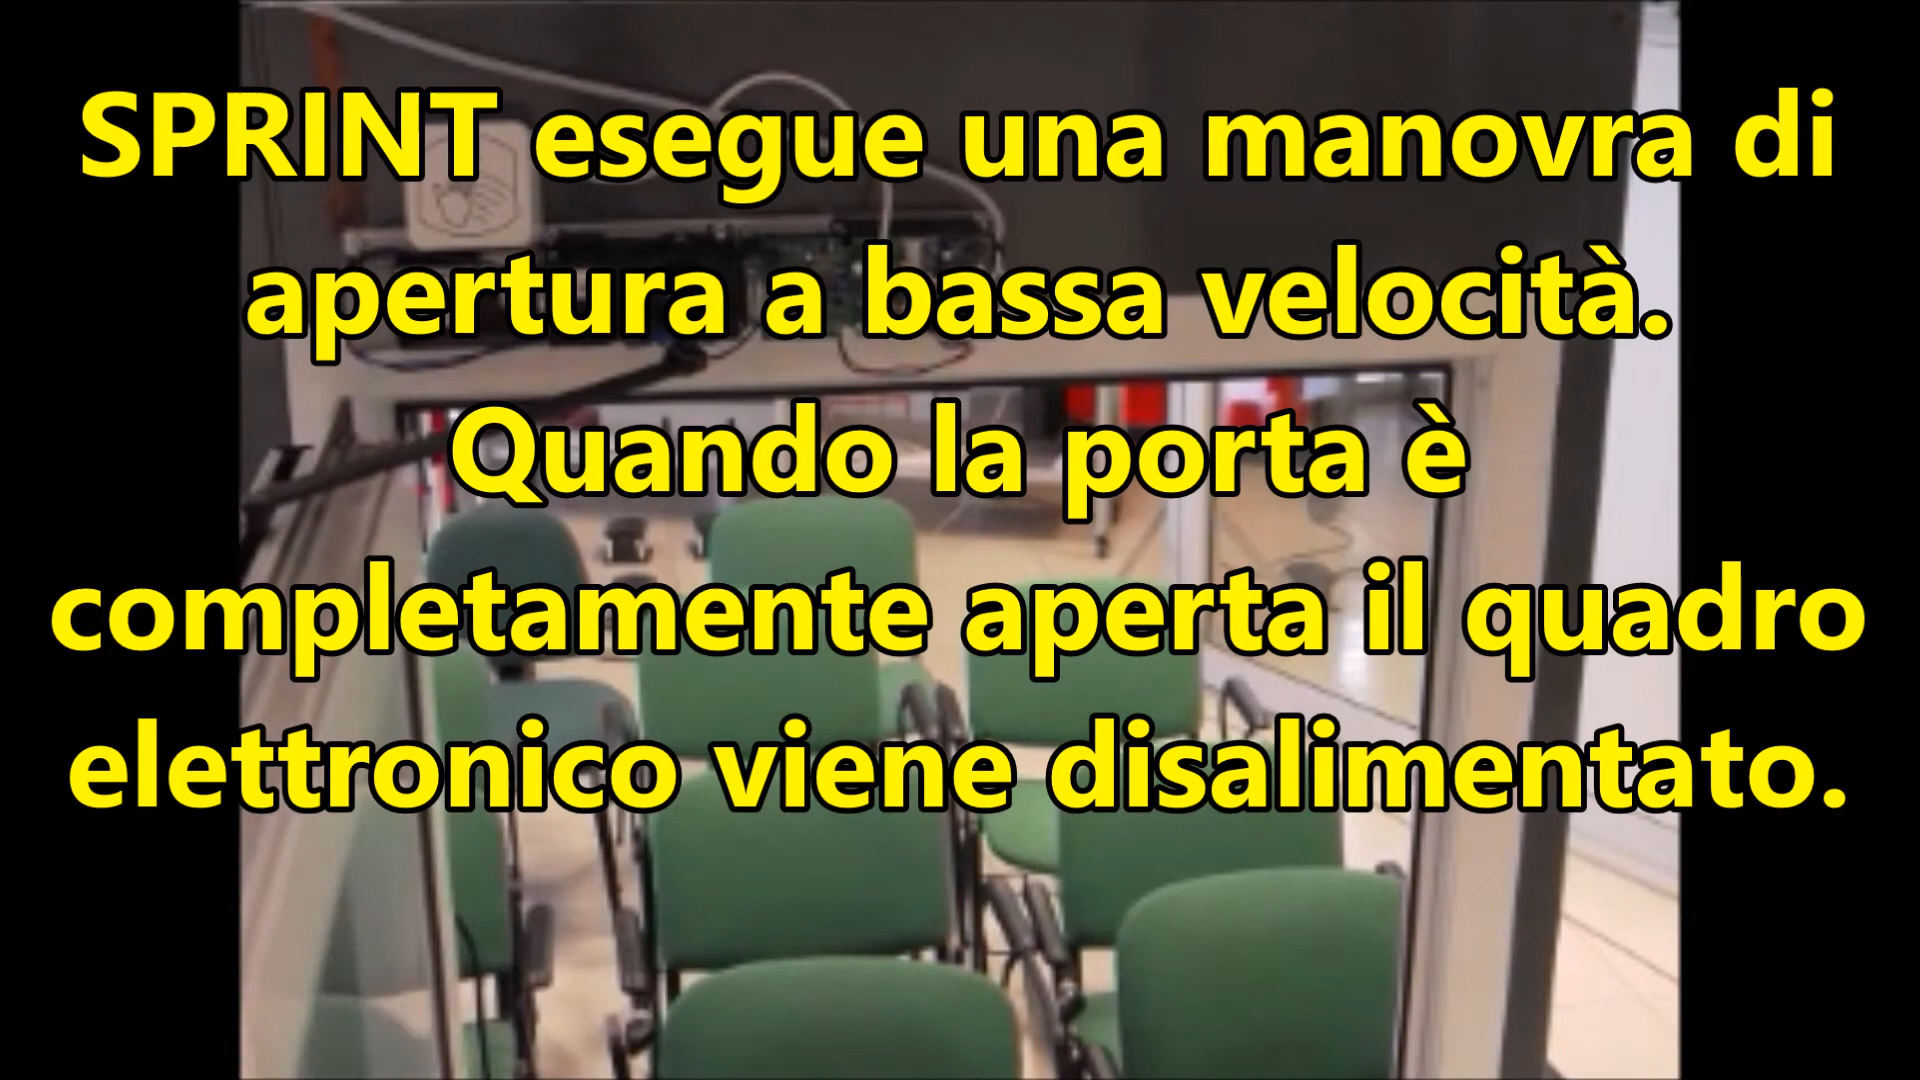 SPRINT esegue una manovra di
apertura a bassa velocità.
Quando la porta è
completamente aperta il quadro
elettronico viene disalimentato.